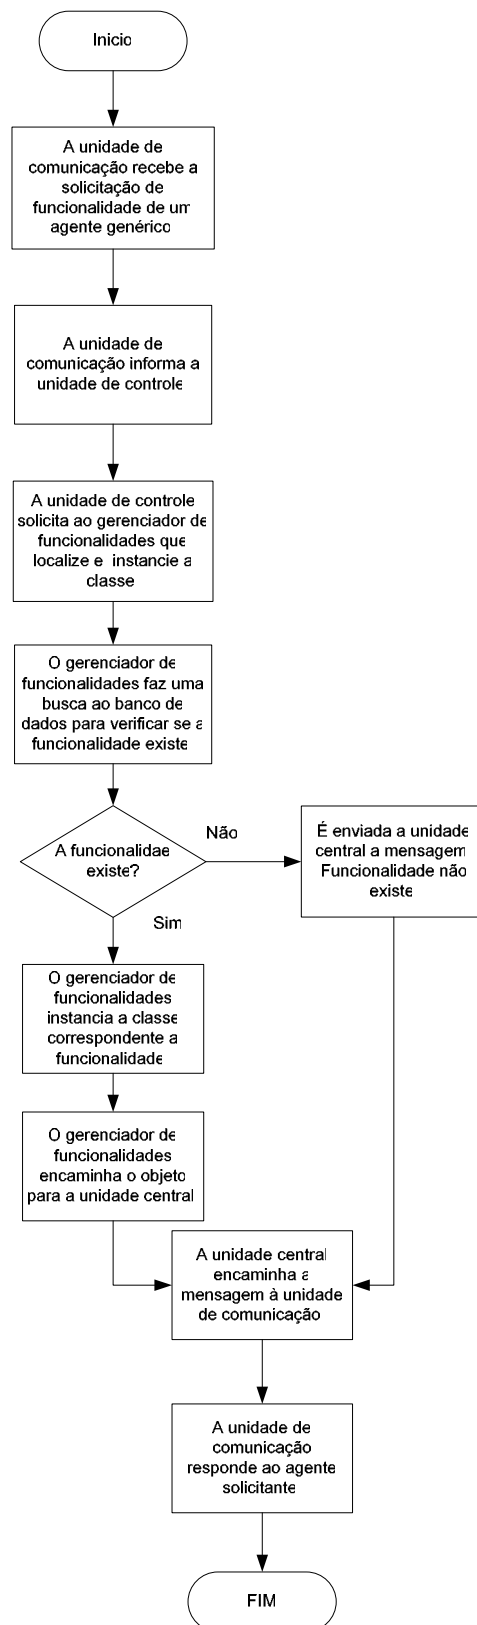 Inicio
A unidade de
comunicação recebe a
solicitação de
funcionalidade de um
agente genérico
A unidade de
comunicação informa a
unidade de controle
A unidade de controle
solicita ao gerenciador de
funcionalidades que
localize e instancie a
classe
O gerenciador de
funcionalidades faz uma
busca ao banco de
dados para verificar se a
funcionalidade existe
A funcionalidae
existe?
Não
É enviada a unidade
central a mensagem
Funcionalidade não
existe
Sim
O gerenciador de
funcionalidades
instancia a classe
correspondente a
funcionalidade
O gerenciador de
funcionalidades
encaminha o objeto
para a unidade central
A unidade central
encaminha a
mensagem à unidade
de comunicação
A unidade de
comunicação
responde ao agente
solicitante
FIM